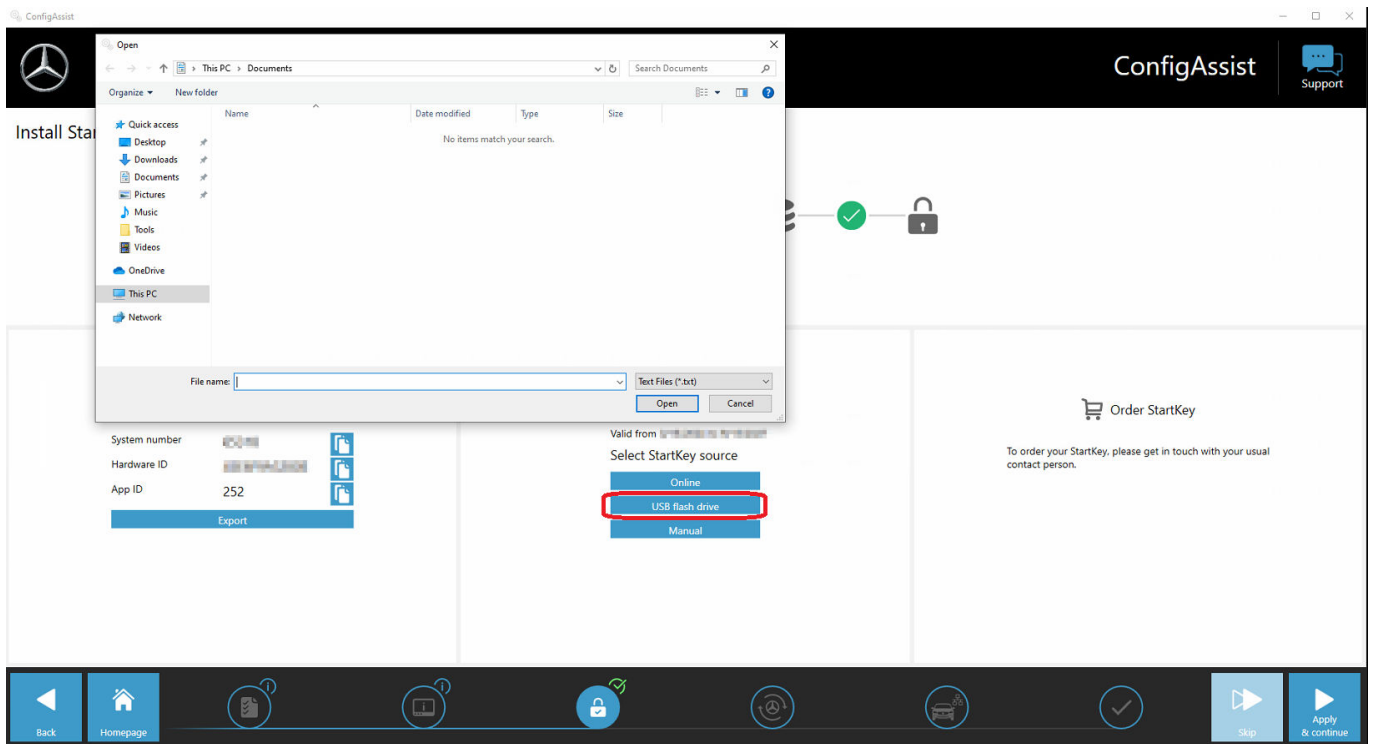 ConfigAssist
Open
This PC > Documents
Search Documents
Organize
New folder
Name
Date modified
Type
Size
No items match your search.
Quick access
Desktop
Downloads
Documents
Pictures
Music
Tools
Videos
OneDrive
This PC
Network
File name:
Text Files (*.txt)
Open
Cancel
ConfigAssist
Support
Install Sta
System number
Hardware ID
App ID
252
Export
Valid from
Select StartKey source
Online
USB flash drive
Manual
Order StartKey
To order your StartKey, please get in touch with your usual
contact person.
Back
Homepage
Skip
Apply
& continue